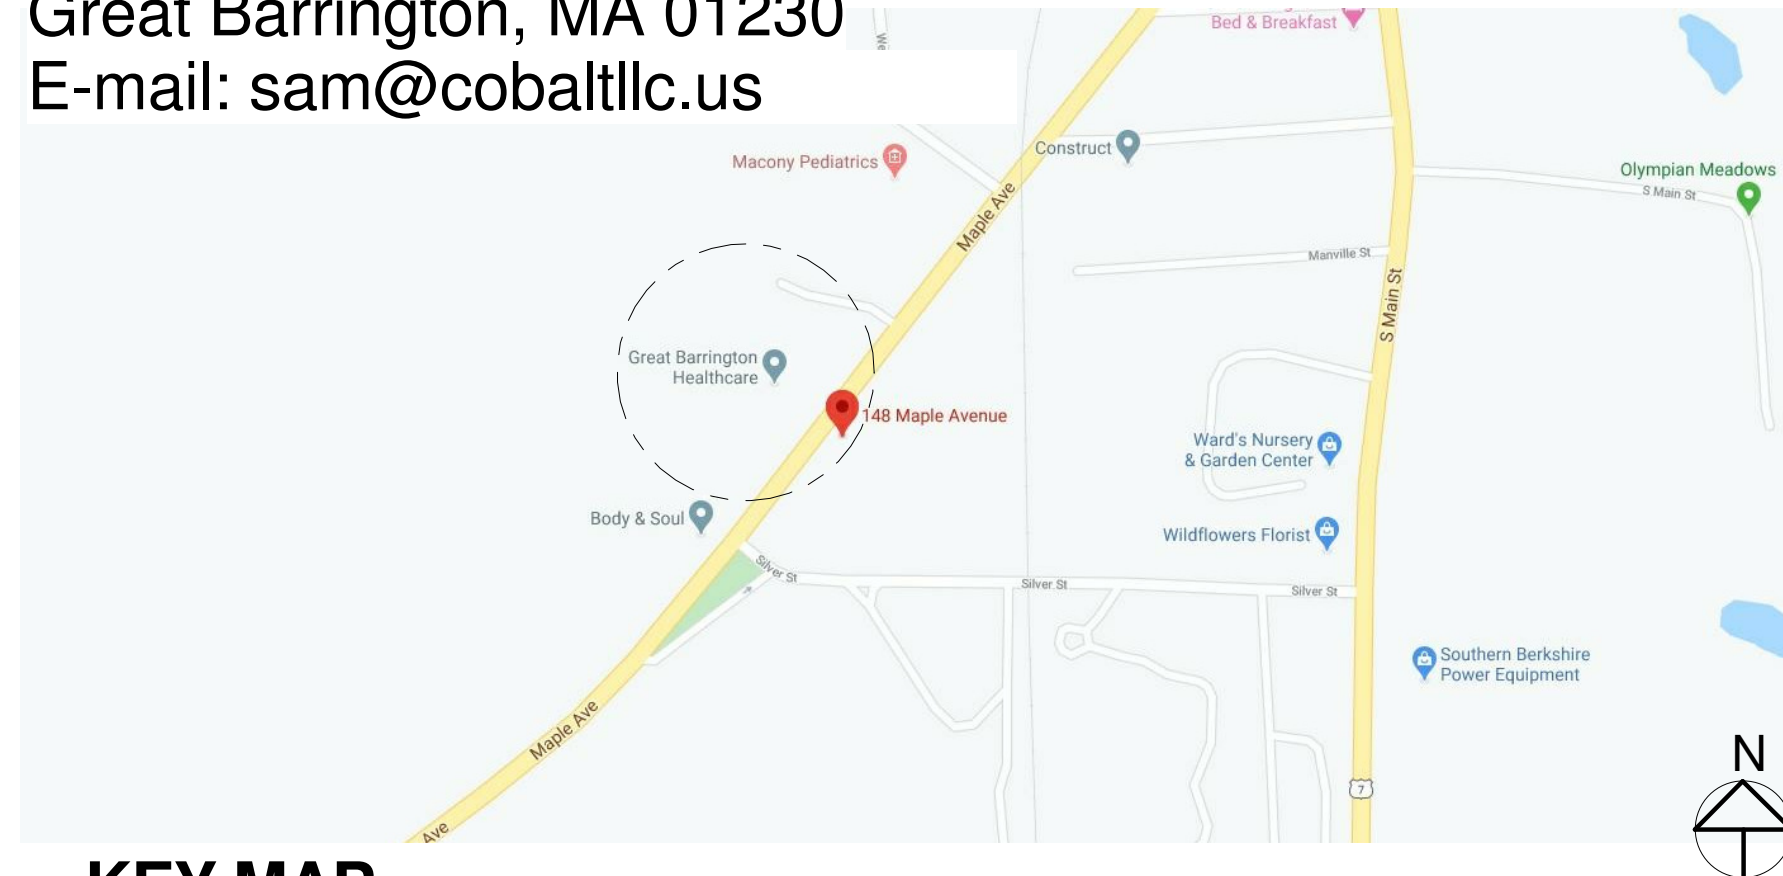 Great Barrington, MA 01230
E-mail: sam@cobaltllc.us
Bed & Breakfast
Macony Pediatrics
Construct
Olympian Meadows
S Main St
Maple Ave
Manville St
S Main St
Great Barrington
Healthcare
148 Maple Avenue
Ward's Nursery
& Garden Center
Body & Soul
Wildflowers Florist
Silver St
Silver St
Silver St
Southern Berkshire
Power Equipment
Maple Ave
N
7
Ave
KEY MAP